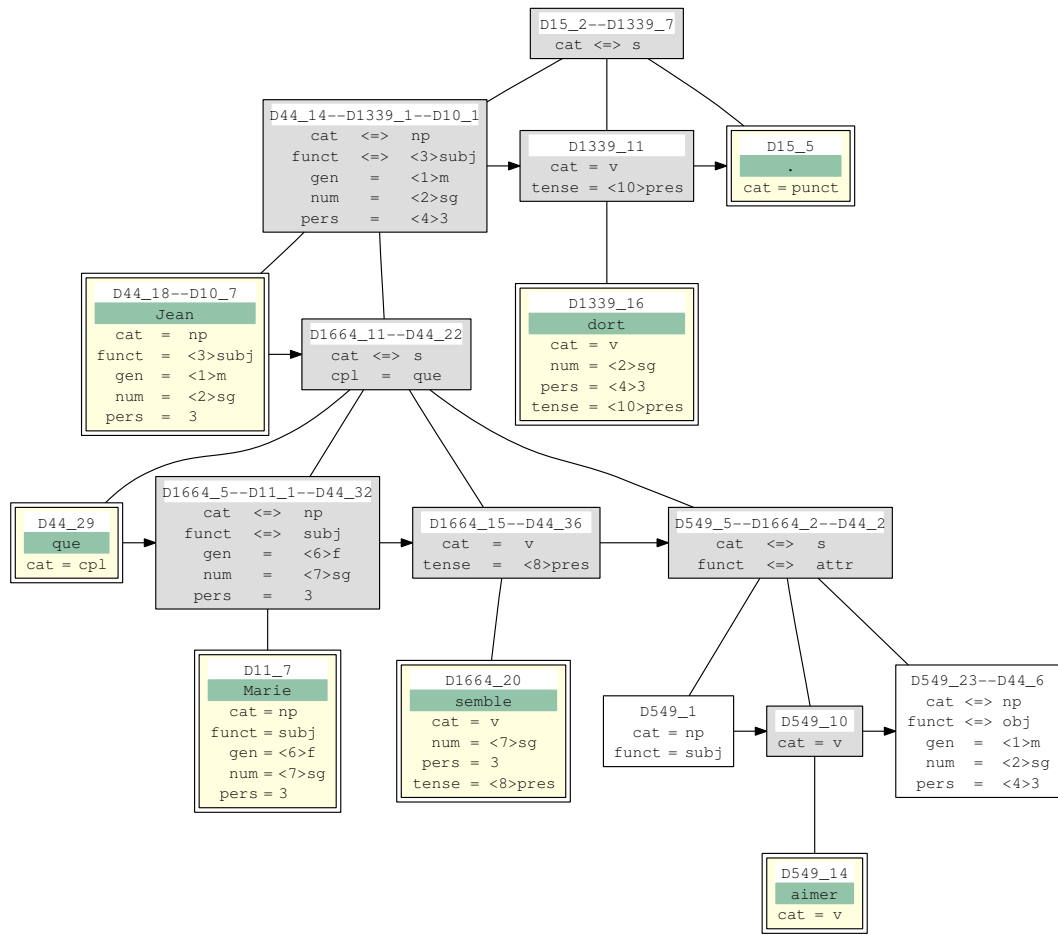 D15_2--D1339_7
cat <=> s
D44_14--D1339_1--D10_1
cat <=> np
funct <=> <3>subj
gen = <1>m
num = <2>sg
pers = <4>3
D1339_11
cat = v
tense = <10>pres
D15_5
.
cat = punct
D44_18--D10_7
Jean
cat = np
funct = <3>subj
gen = <1>m
num = <2>sg
pers = 3
D1664_11--D44_22
cat <=> s
cpl = que
D1339_16
dort
cat = v
num = <2>sg
pers = <4>3
tense = <10>pres
D44_29
que
cat = cpl
D1664_5--D11_1--D44_32
cat <=> np
funct <=> subj
gen = <6>f
num = <7>sg
pers = 3
D1664_15--D44_36
cat = v
tense = <8>pres
D549_5--D1664_2--D44_2
cat <=> s
funct <=> attr
D11_7
Marie
cat = np
funct = subj
gen = <6>f
num = <7>sg
pers = 3
D1664_20
semble
cat = v
num = <7>sg
pers = 3
tense = <8>pres
D549_1
cat = np
funct = subj
D549_10
cat = v
D549_23--D44_6
cat <=> np
funct <=> obj
gen = <1>m
num = <2>sg
pers = <4>3
D549_14
aimer
cat = v